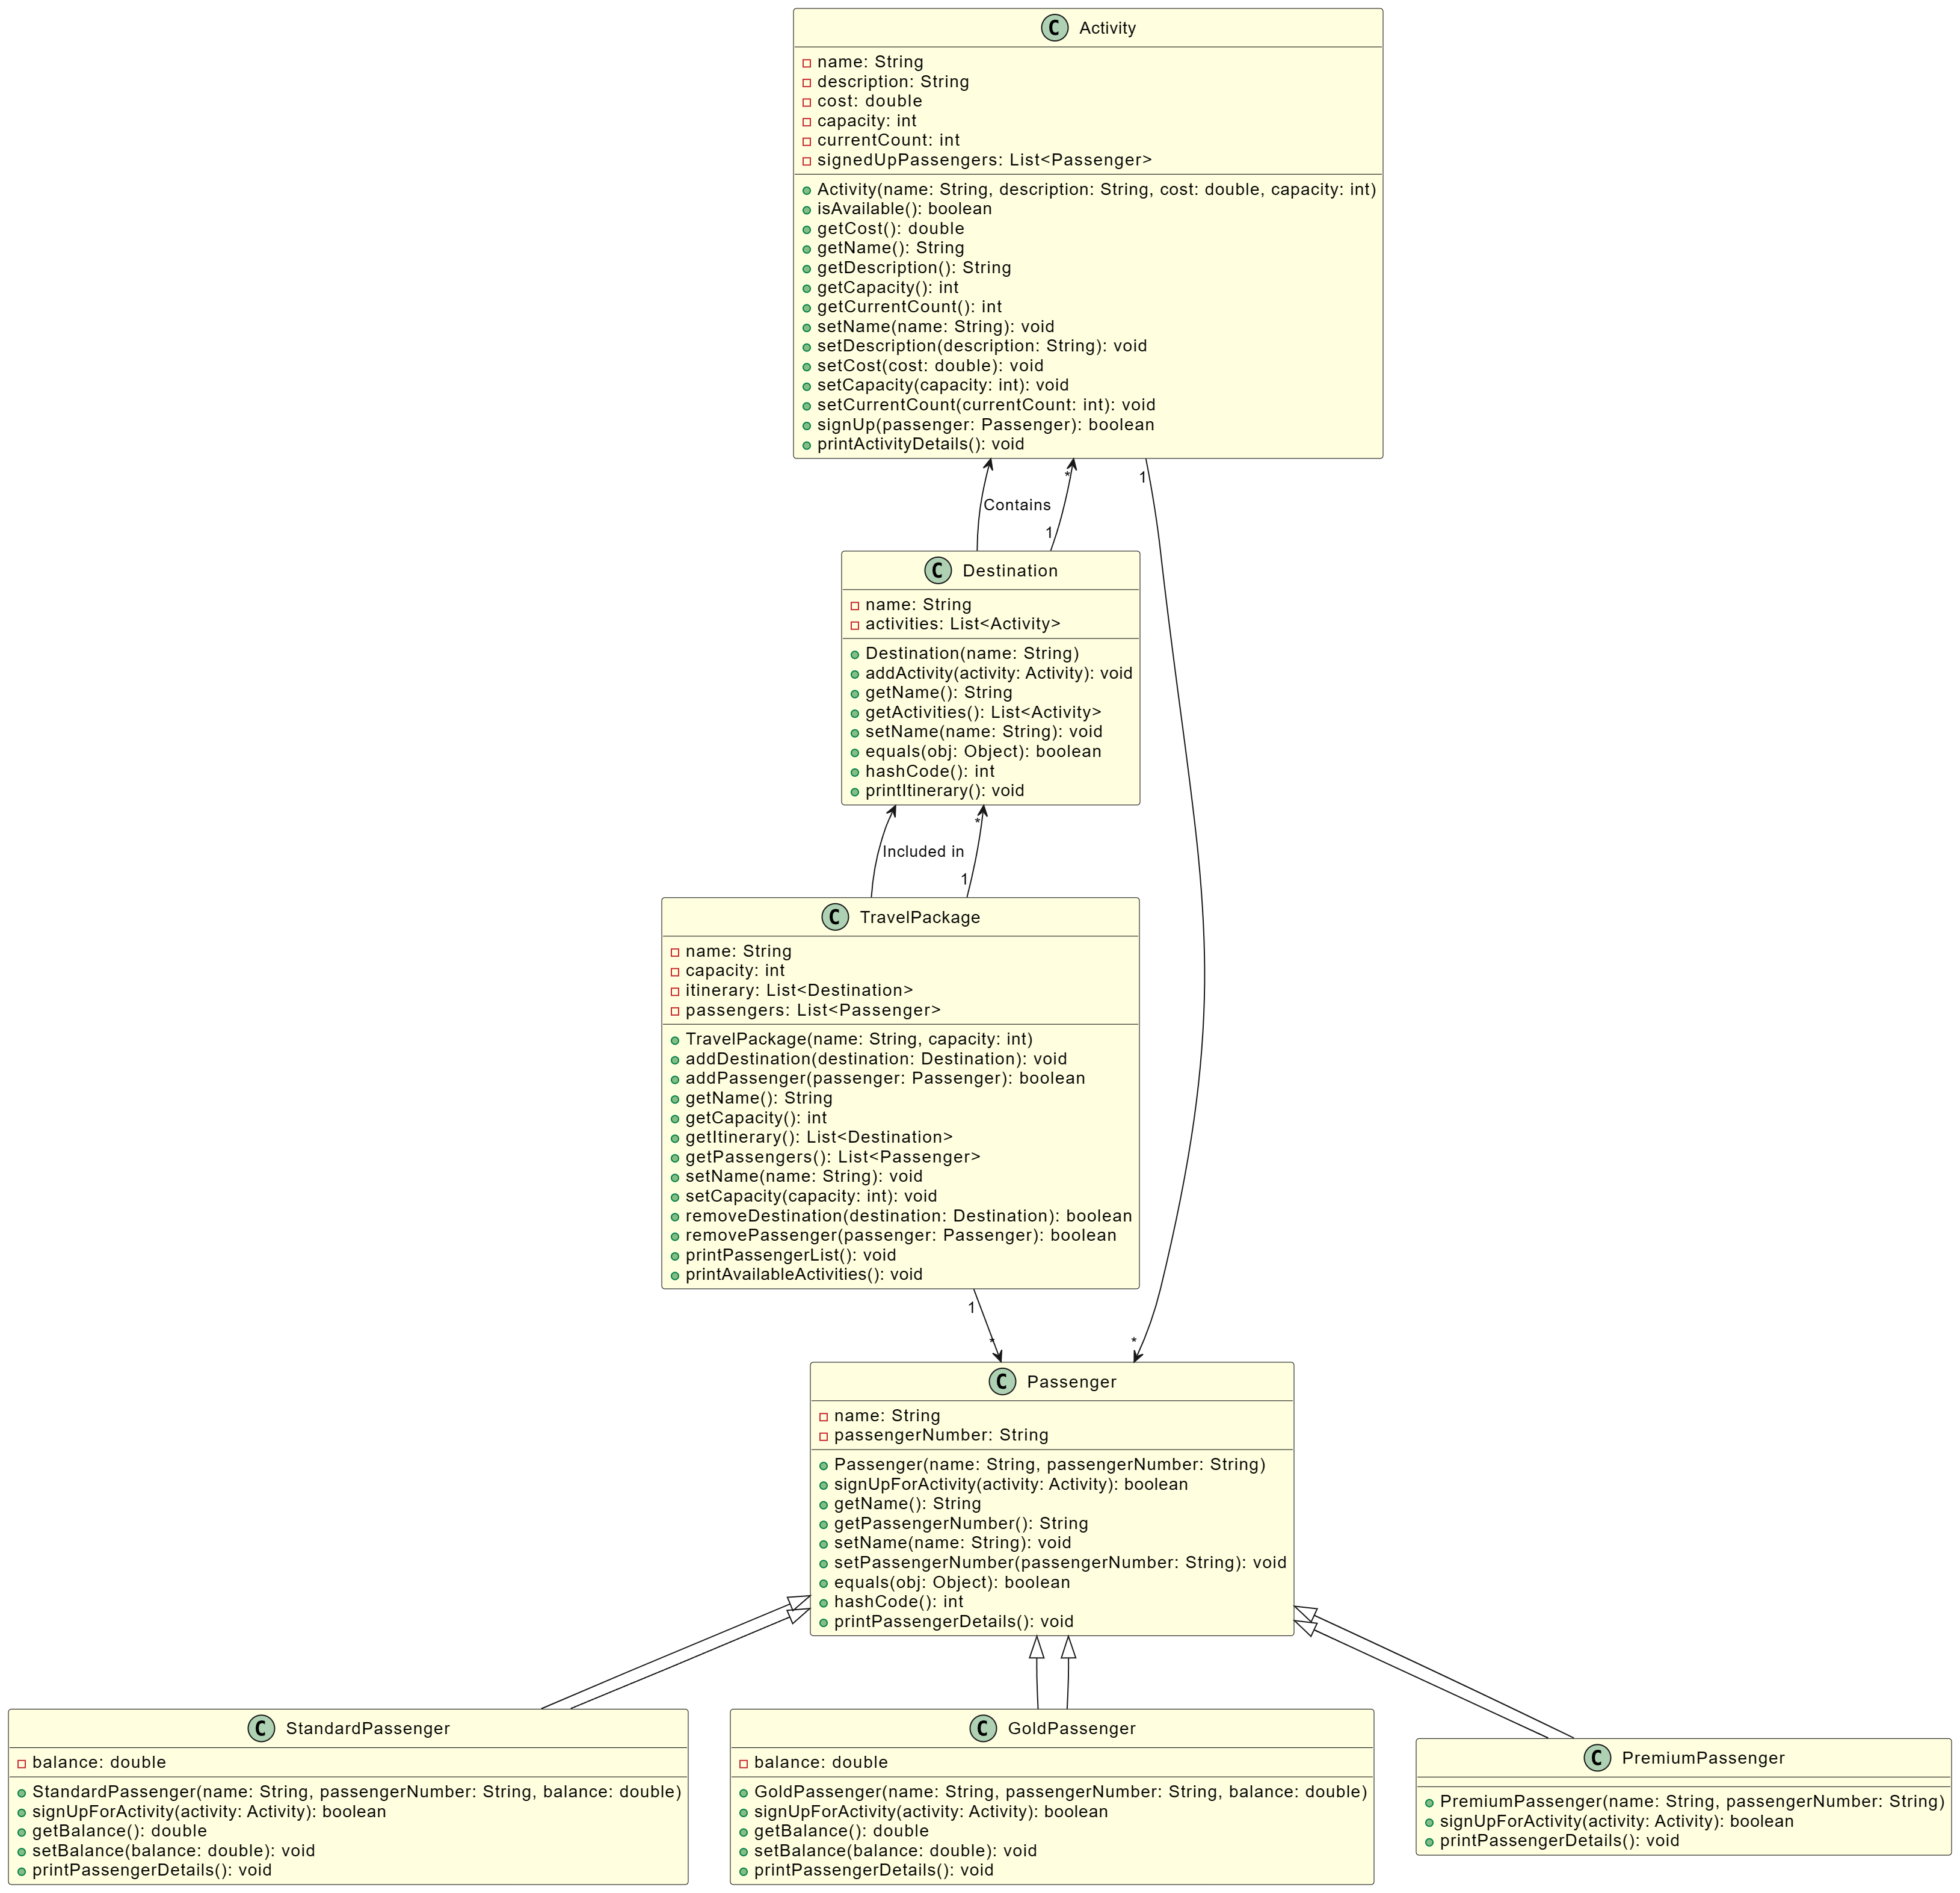 C Activity
name: String
description: String
cost: double
capacity: int
currentCount: int
signedUpPassengers: List<Passenger>
Activity(name: String, description: String, cost: double, capacity: int)
isAvailable(): boolean
getCost(): double
getName(): String
getDescription(): String
getCapacity(): int
getCurrentCount(): int
setName(name: String): void
setDescription(description: String): void
setCost(cost: double): void
setCapacity(capacity: int): void
setCurrentCount(currentCount: int): void
signUp(passenger: Passenger): boolean
printActivityDetails(): void
* 1
Contains
1
C Destination
name: String
activities: List<Activity>
Destination(name: String)
addActivity(activity: Activity): void
getName(): String
getActivities(): List<Activity>
setName(name: String): void
equals(obj: Object): boolean
hashCode(): int
printItinerary(): void
*
Included in
1
C TravelPackage
name: String
capacity: int
itinerary: List<Destination>
passengers: List<Passenger>
TravelPackage(name: String, capacity: int)
addDestination(destination: Destination): void
addPassenger(passenger: Passenger): boolean
getName(): String
getCapacity(): int
getItinerary(): List<Destination>
getPassengers(): List<Passenger>
setName(name: String): void
setCapacity(capacity: int): void
removeDestination(destination: Destination): boolean
removePassenger(passenger: Passenger): boolean
printPassengerList(): void
printAvailableActivities(): void
1
* *
C Passenger
name: String
passengerNumber: String
Passenger(name: String, passengerNumber: String)
signUpForActivity(activity: Activity): boolean
getName(): String
getPassengerNumber(): String
setName(name: String): void
setPassengerNumber(passengerNumber: String): void
equals(obj: Object): boolean
hashCode(): int
printPassengerDetails(): void
C StandardPassenger
balance: double
StandardPassenger(name: String, passengerNumber: String, balance: double)
signUpForActivity(activity: Activity): boolean
getBalance(): double
setBalance(balance: double): void
printPassengerDetails(): void
C GoldPassenger
balance: double
GoldPassenger(name: String, passengerNumber: String, balance: double)
signUpForActivity(activity: Activity): boolean
getBalance(): double
setBalance(balance: double): void
printPassengerDetails(): void
C PremiumPassenger
PremiumPassenger(name: String, passengerNumber: String)
signUpForActivity(activity: Activity): boolean
printPassengerDetails(): void